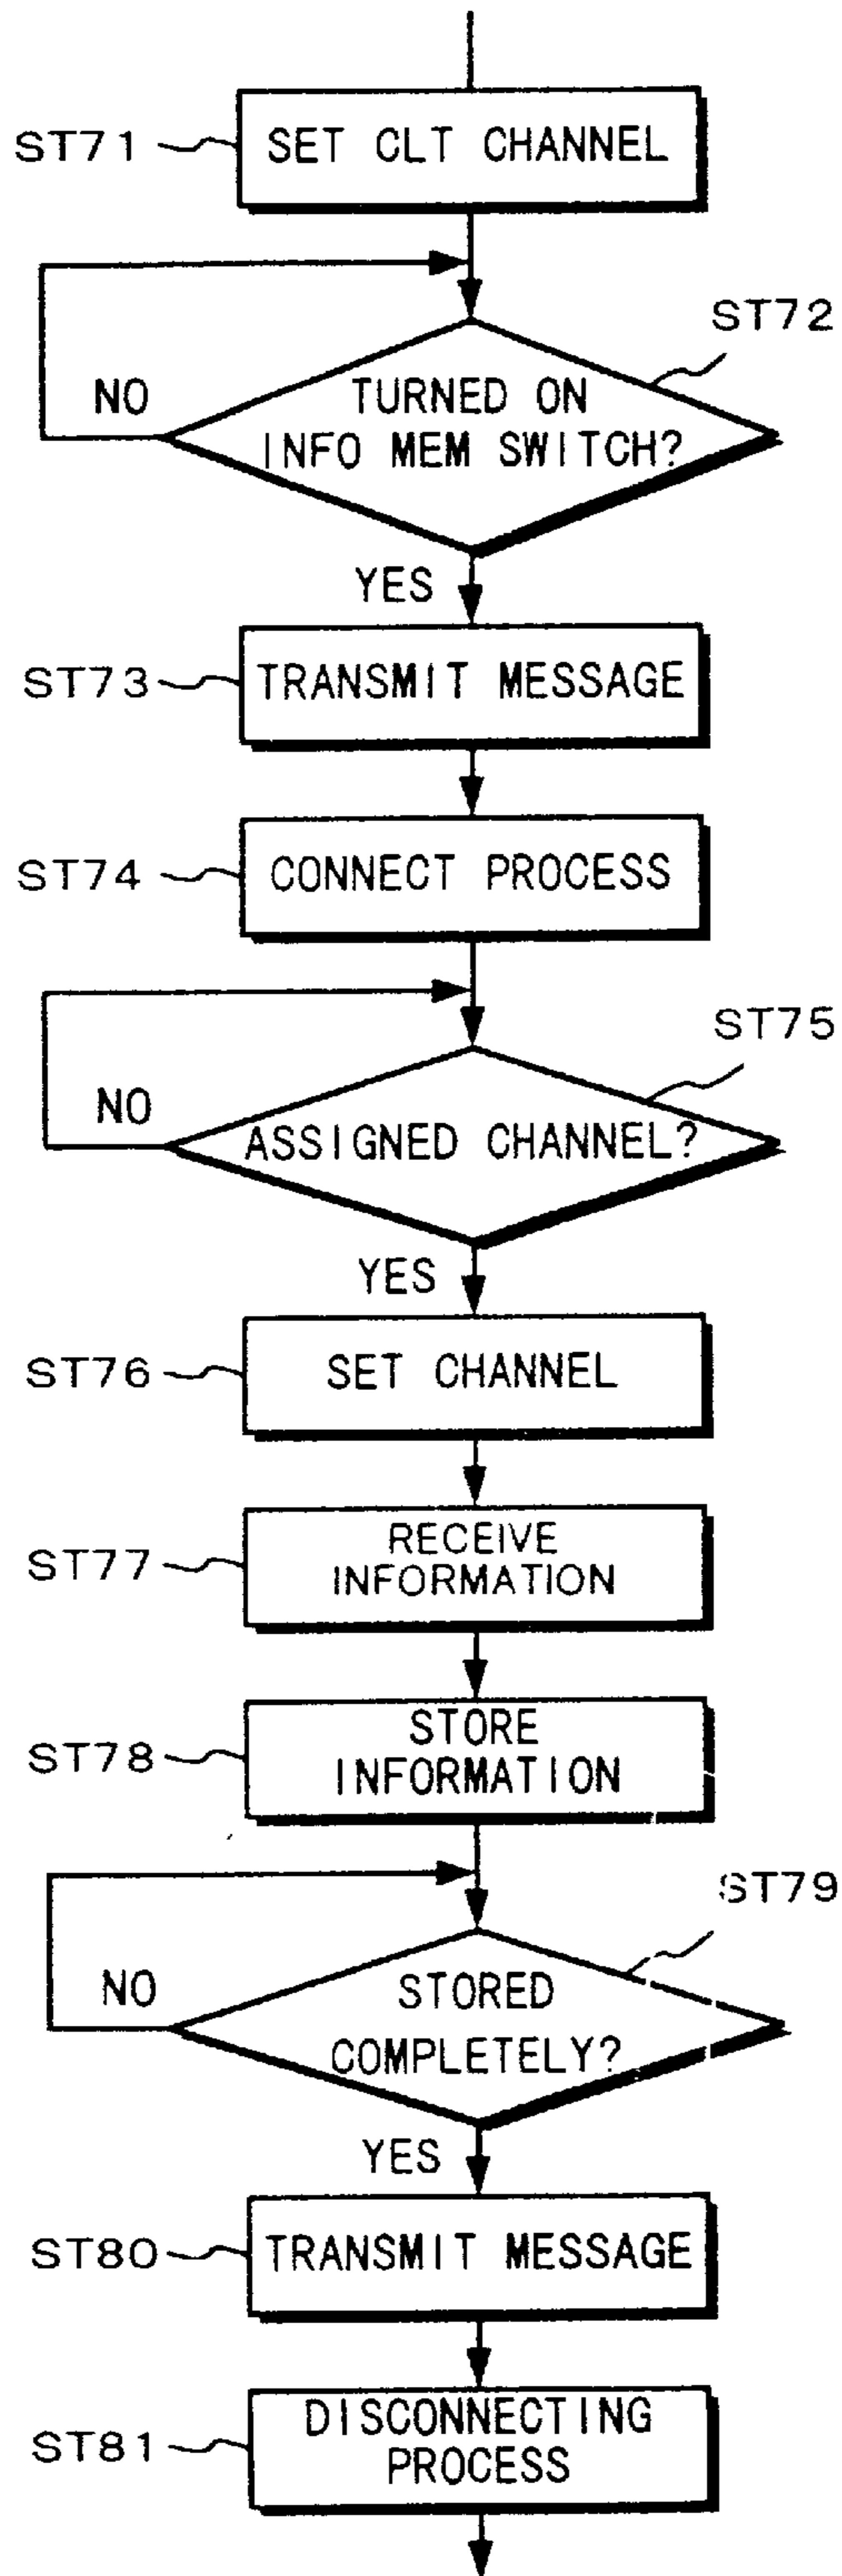 ST71
SET CLT CHANNEL
ST72
NO
TURNED ON
INFO MEM SWITCH?
YES
ST73
TRANSMIT MESSAGE
ST74
CONNECT PROCESS
ST75
NO
ASSIGNED CHANNEL?
YES
ST76
SET CHANNEL
ST77
RECEIVE
INFORMATION
ST78
STORE
INFORMATION
ST79
NO
STORED
COMPLETELY?
YES
ST80
TRANSMIT MESSAGE
ST81
DISCONNECTING
PROCESS